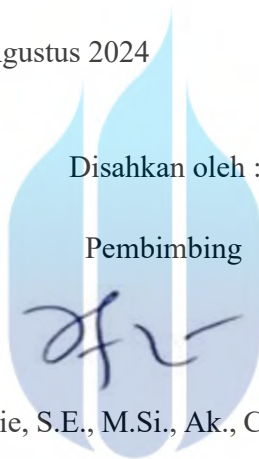 gustus 2024
Disahkan oleh :
Pembimbing
ie, S.E., M.Si., Ak., C